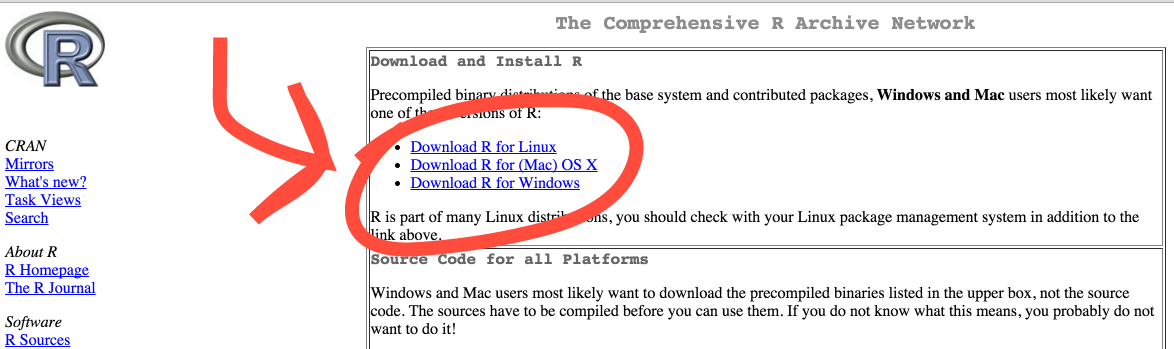 The Comprehensive R Archive Network
R
CRAN
Mirrors
What's new?
Task Views
Search
About R
R Homepage
The R Journal
Software
R Sources
Download and Install R
Precompiled binary distributions of the base system and contributed packages, Windows and Mac users most likely want
one of these versions of R:
Download R for Linux
Download R for (Mac) OS X
Download R for Windows
R is part of many Linux distributions, you should check with your Linux package management system in addition to the
link above.
Source Code for all Platforms
Windows and Mac users most likely want to download the precompiled binaries listed in the upper box, not the source
code. The sources have to be compiled before you can use them. If you do not know what this means, you probably do not
want to do it!